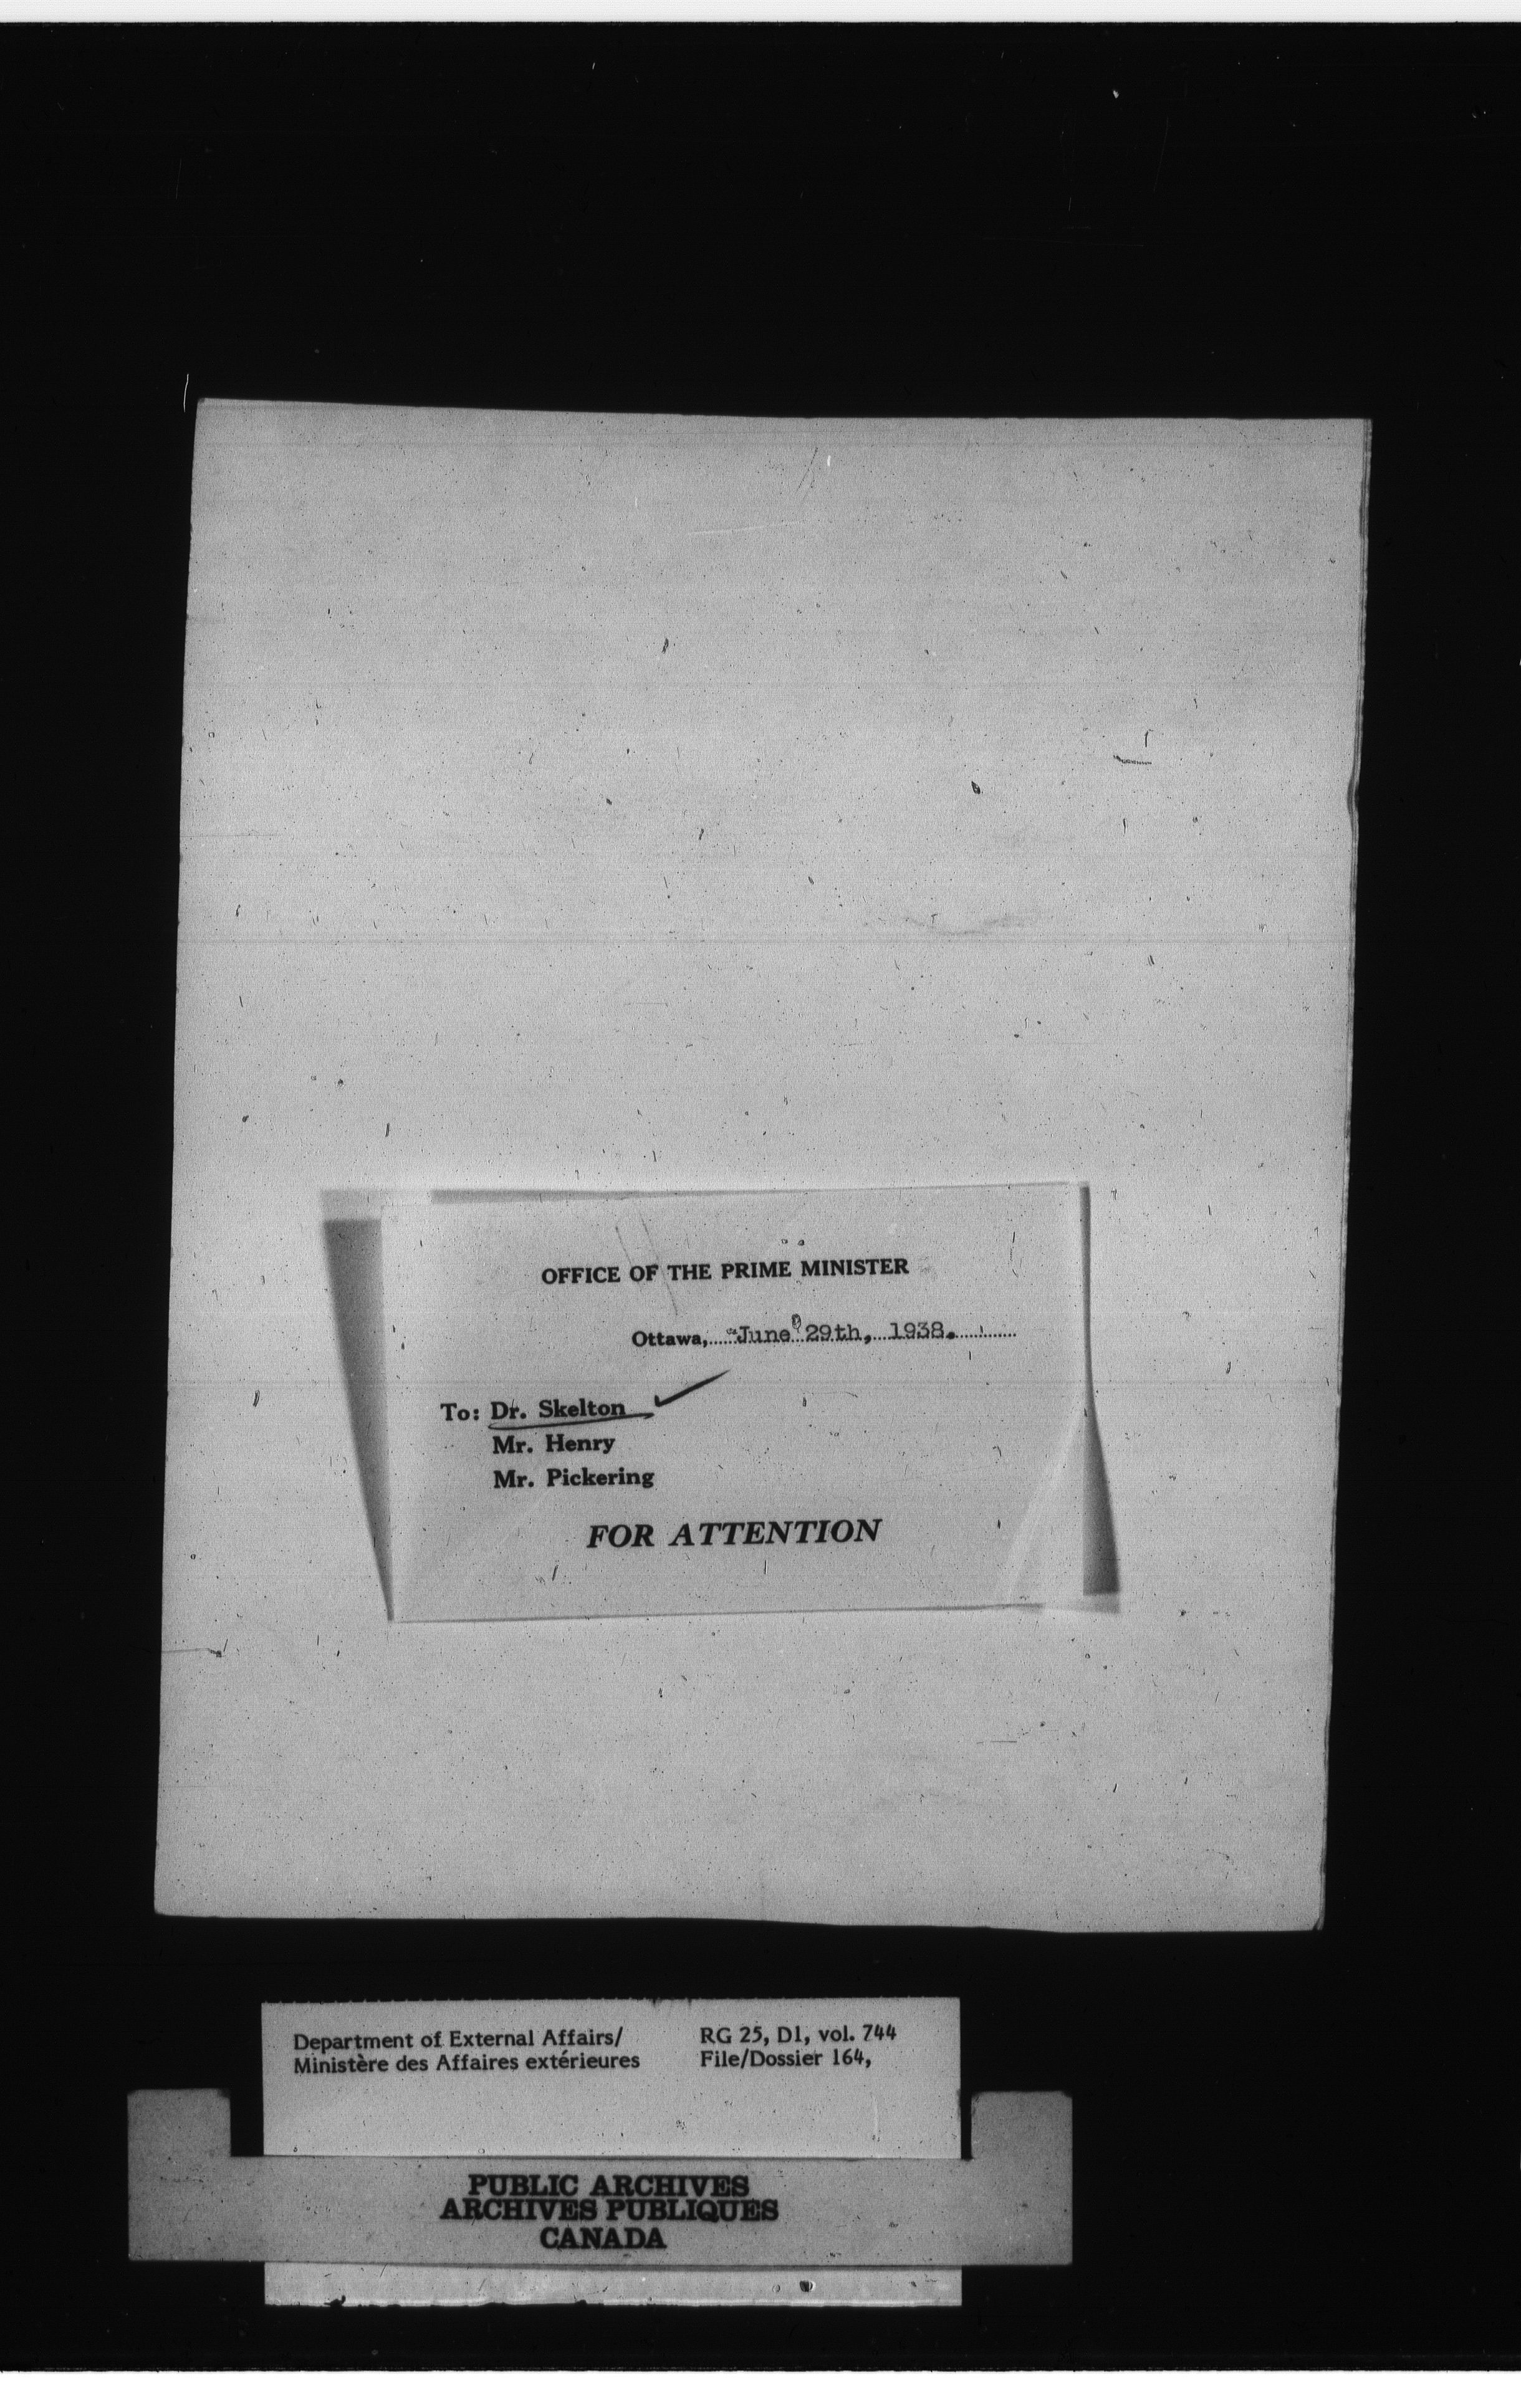 OFFICE OF THE PRIME MINISTER
Ottawa, June 29th, 1938.
To: Dr. Skelton
Mr. Henry
Mr. Pickering
FOR ATTENTION
Department of External Affairs/
Ministère des Affaires extérieures
RG 25, D1, vol. 744
File/Dossier 164,
PUBLIC ARCHIVES
ARCHIVES PUBLIQUES
CANADA